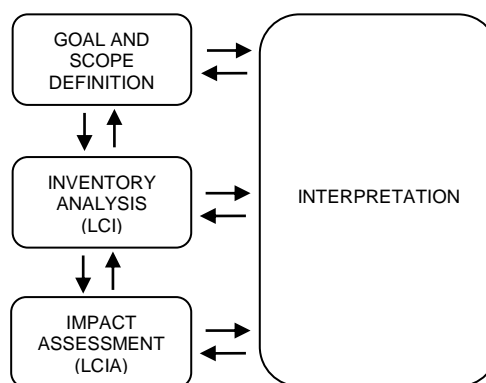 GOAL AND
SCOPE
DEFINITION
INVENTORY
ANALYSIS
(LCI)
INTERPRETATION
IMPACT
ASSESSMENT
(LCIA)